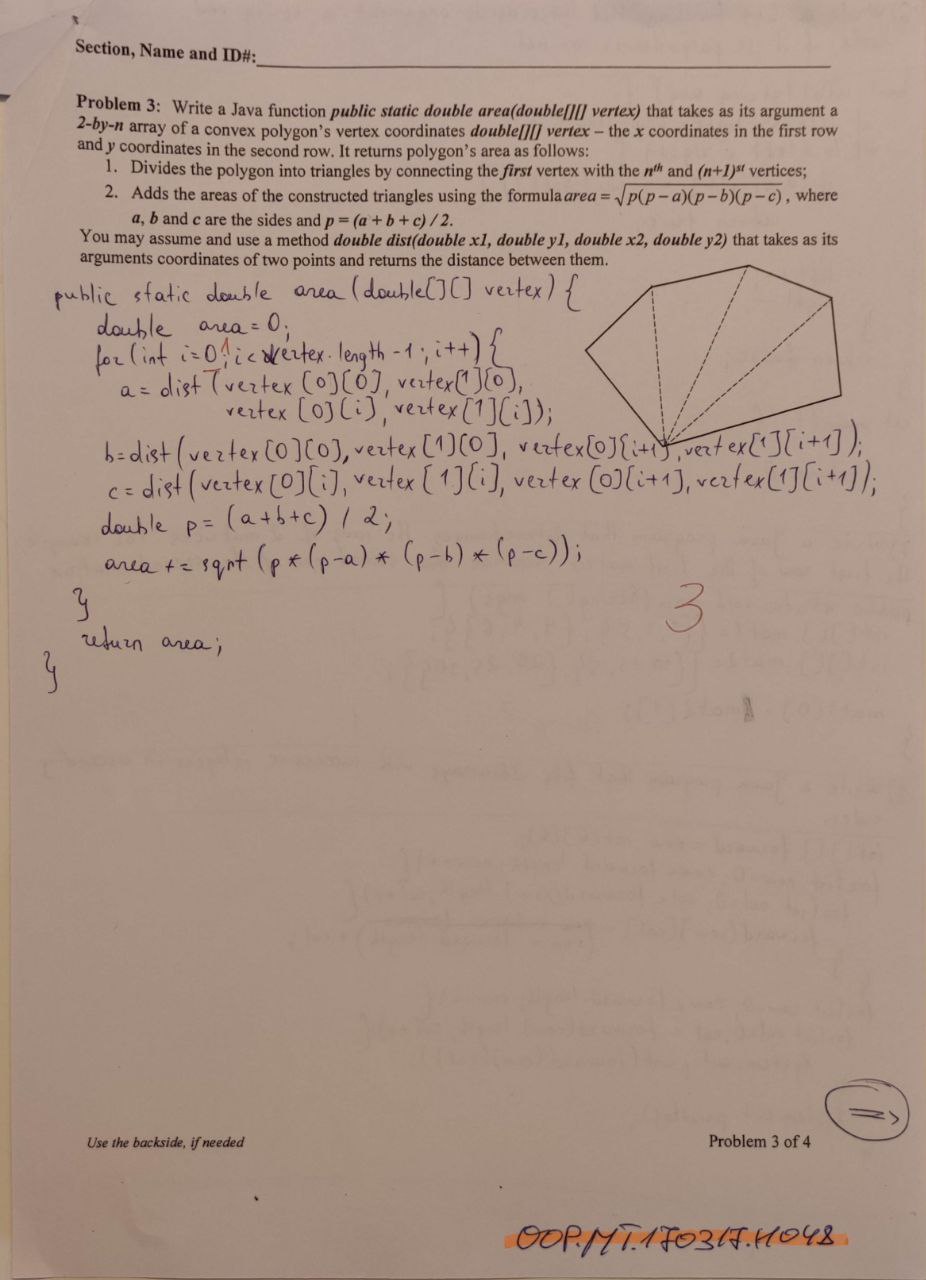 Section, Name and ID#:
Problem 3: Write a Java function public static double area(double[][] vertex) that takes as its argument a
2-by-n array of a convex polygon's vertex coordinates double[][] vertex – the x coordinates in the first row
and y coordinates in the second row. It returns polygon's area as follows:
1. Divides the polygon into triangles by connecting the first vertex with the nth and (n+1)st vertices;
2. Adds the areas of the constructed triangles using the formula area = √p(p – a)(p – b)(p – c) , where
a, b and c are the sides and p = (a + b + c) / 2.
You may assume and use a method double dist(double x1, double y1, double x2, double y2) that takes as its
arguments coordinates of two points and returns the distance between them.
public static double area (double[][] vertex) {
double area = 0;
for (int i=0; i< vertex.length -1; i++) {
1
a = dist (vertex [0][0], vertex[1][0],
vertex [0][i], vertex[1][i]);
b=dist (vertex[0][0], vertex [1][0], vertex[0][i+1], vertex[1][i+1]);
c = dist (vertex[0][i], vertex [1][i], vertex [0][i+1], vertex[1][i+1]);
double p= (a+b+c) / 2;
area += sqrt (p*(p-a) * (p-b) * (p-c));
}
3
return area;
}
=>
Use the backside, if needed
Problem 3 of 4
OOP.MT.170317.H048